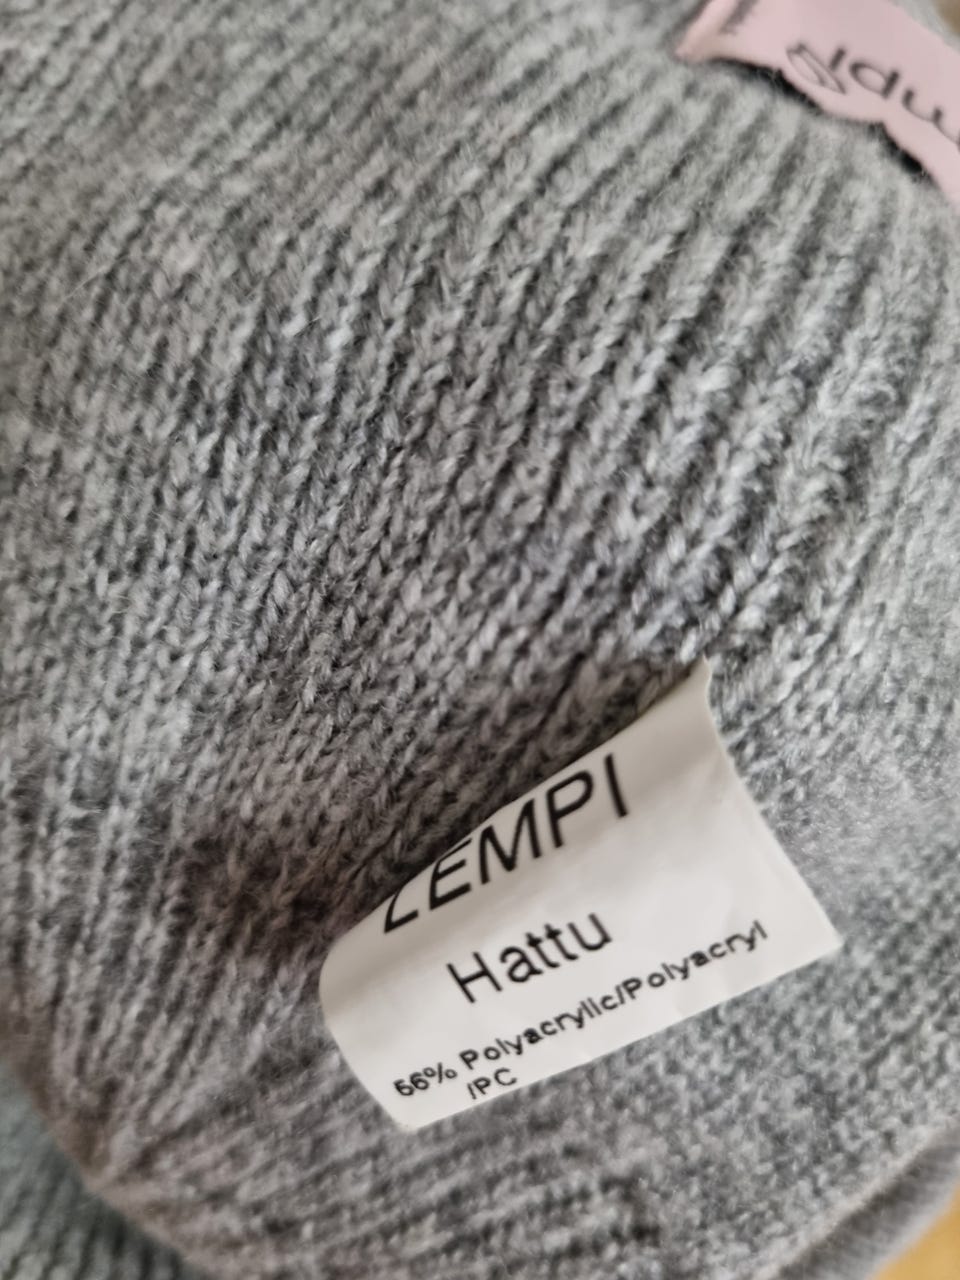 LEMPI
Hattu
56% Polyacrylic/Polyacryl
/PC